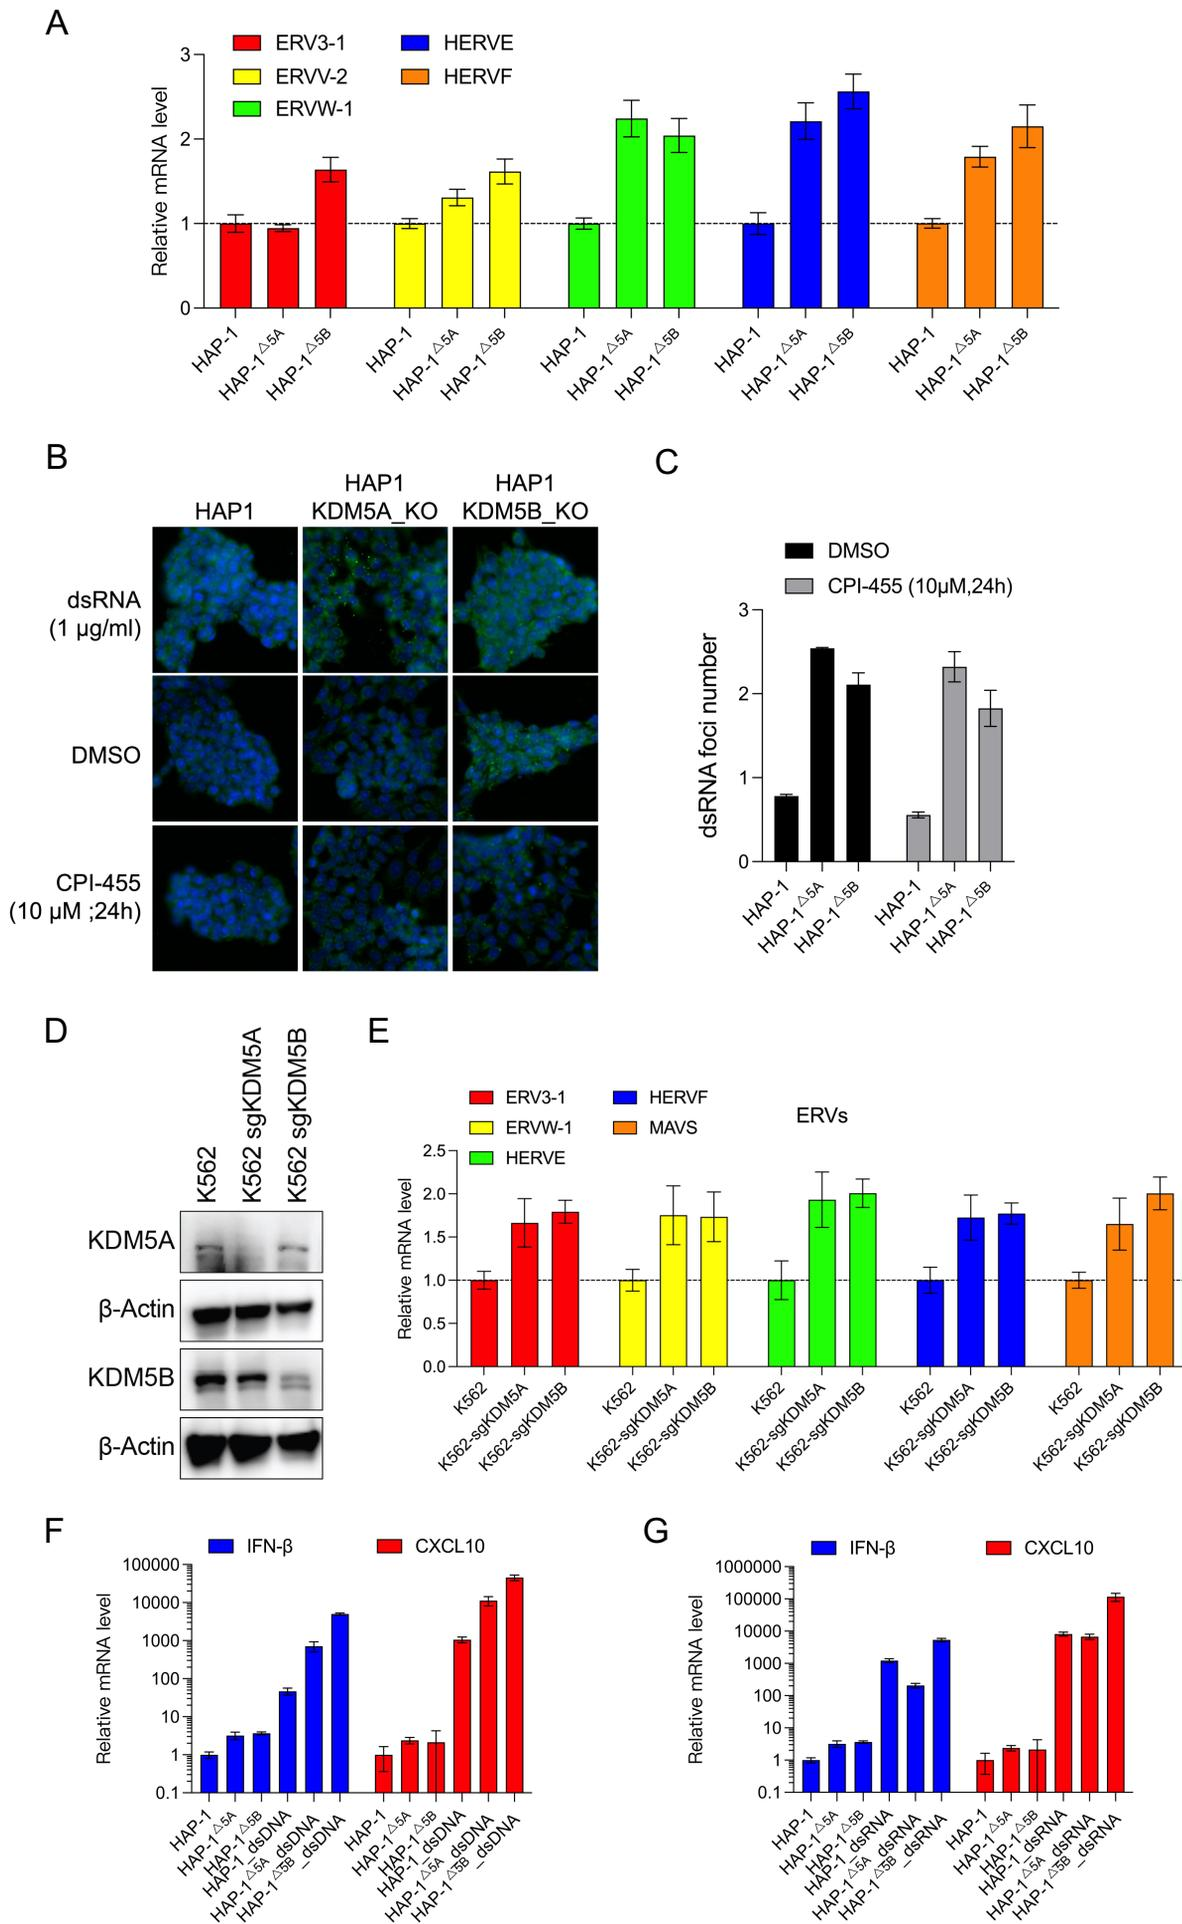 A
ERV3-1
HERVE
ERVV-2
HERVF
ERVW-1
Relative mRNA level
3
2
1
0
HAP-1
HAP-1△5A
HAP-1△5B
HAP-1
HAP-1△5A
HAP-1△5B
HAP-1
HAP-1△5A
HAP-1△5B
HAP-1
HAP-1△5A
HAP-1△5B
HAP-1
HAP-1△5A
HAP-1△5B
B
HAP1
HAP1
KDM5A_KO
HAP1
KDM5B_KO
dsRNA
(1 µg/ml)
DMSO
CPI-455
(10 µM ;24h)
C
DMSO
CPI-455 (10µM,24h)
dsRNA foci number
3
2
1
0
HAP-1
HAP-1△5A
HAP-1△5B
HAP-1
HAP-1△5A
HAP-1△5B
D
K562
K562 sgKDM5A
K562 sgKDM5B
KDM5A
β-Actin
KDM5B
β-Actin
E
ERV3-1
HERVF
ERVW-1
MAVS
HERVE
ERVs
Relative mRNA level
2.5
2.0
1.5
1.0
0.5
0.0
K562
K562-sgKDM5A
K562-sgKDM5B
K562
K562-sgKDM5A
K562-sgKDM5B
K562
K562-sgKDM5A
K562-sgKDM5B
K562
K562-sgKDM5A
K562-sgKDM5B
K562
K562-sgKDM5A
K562-sgKDM5B
F
IFN-β
CXCL10
Relative mRNA level
100000
10000
1000
100
10
1
0.1
HAP-1
HAP-1△5A
HAP-1△5B
HAP-1_dsDNA
HAP-1△5A_dsDNA
HAP-1△5B_dsDNA
HAP-1
HAP-1△5A
HAP-1△5B
HAP-1_dsDNA
HAP-1△5A_dsDNA
HAP-1△5B_dsDNA
G
IFN-β
CXCL10
Relative mRNA level
1000000
100000
10000
1000
100
10
1
0.1
HAP-1
HAP-1△5A
HAP-1△5B
HAP-1_dsRNA
HAP-1△5A_dsRNA
HAP-1△5B_dsRNA
HAP-1
HAP-1△5A
HAP-1△5B
HAP-1_dsRNA
HAP-1△5A_dsRNA
HAP-1△5B_dsRNA